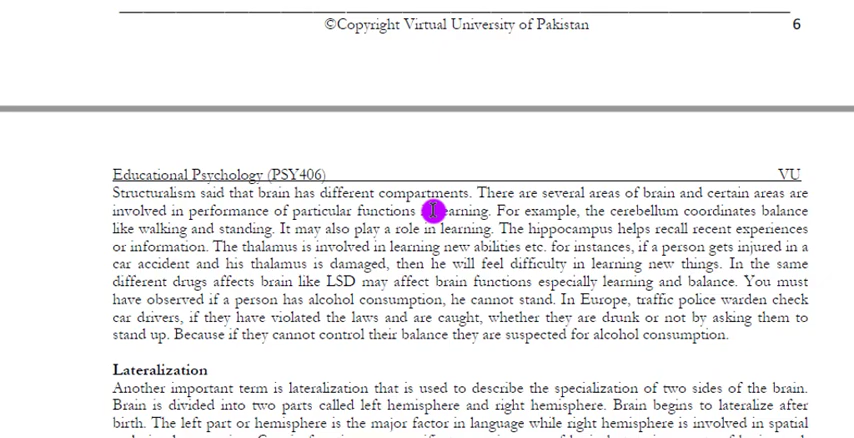 ©Copyright Virtual University of Pakistan 6
Educational Psychology (PSY406) VU
Structuralism said that brain has different compartments. There are several areas of brain and certain areas are
involved in performance of particular functions earning. For example, the cerebellum coordinates balance
like walking and standing. It may also play a role in learning. The hippocampus helps recall recent experiences
or information. The thalamus is involved in learning new abilities etc. for instances, if a person gets injured in a
car accident and his thalamus is damaged, then he will feel difficulty in learning new things. In the same
different drugs affects brain like LSD may affect brain functions especially learning and balance. You must
have observed if a person has alcohol consumption, he cannot stand. In Europe, traffic police warden check
car drivers, if they have violated the laws and are caught, whether they are drunk or not by asking them to
stand up. Because if they cannot control their balance they are suspected for alcohol consumption.
Lateralization
Another important term is lateralization that is used to describe the specialization of two sides of the brain.
Brain is divided into two parts called left hemisphere and right hemisphere. Brain begins to lateralize after
birth. The left part or hemisphere is the major factor in language while right hemisphere is involved in spatial